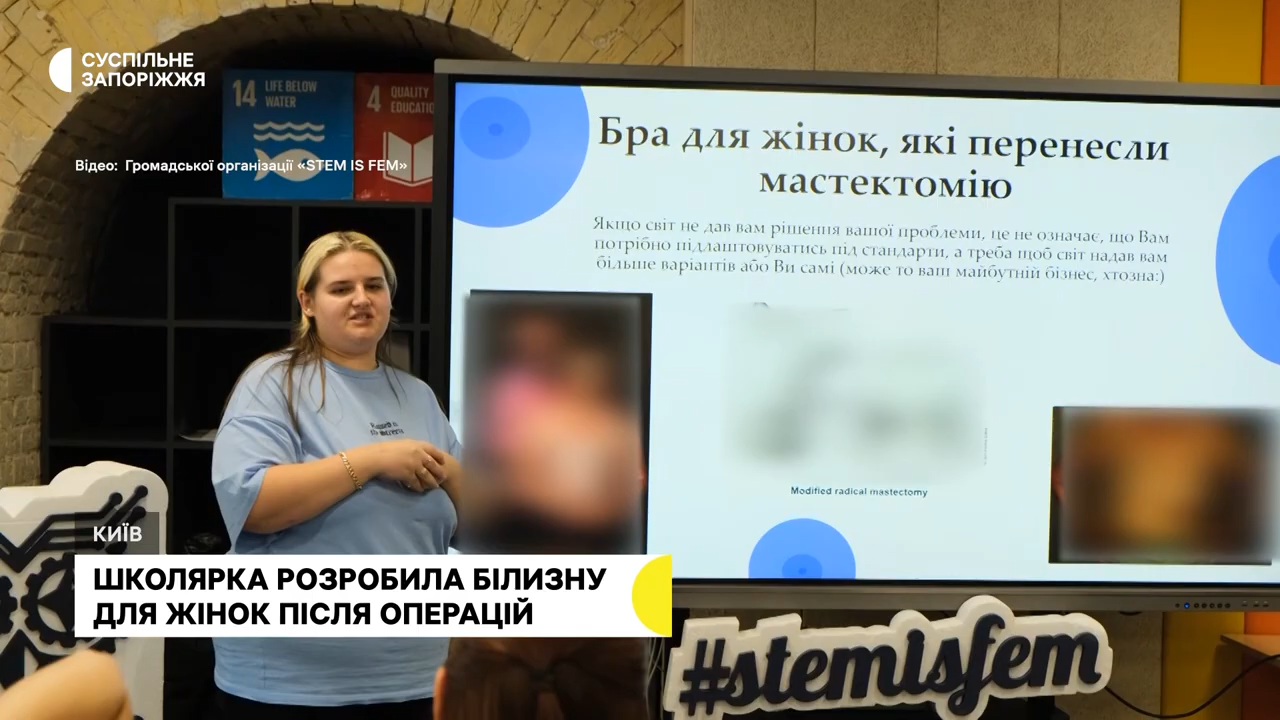 СУСПІЛЬНЕ
ЗАПОРІЖЖЯ
Відео: Громадської організації «STEM IS FEM»
14 LIFE BELOW
WATER
4 QUALITY
EDUCATIO
Бра для жінок, які перенесли
мастектомію
Якщо світ не дав вам рішення вашої проблеми, це не означає, що Вам
потрібно підлаштовуватись під стандарти, а треба щоб світ надав вам
більше варіантів або Ви самі (може то ваш майбутній бізнес, хтозна:)
Modified radical mastectomy
КИЇВ
ШКОЛЯРКА РОЗРОБИЛА БІЛИЗНУ
ДЛЯ ЖІНОК ПІСЛЯ ОПЕРАЦІЙ
#stemisfem